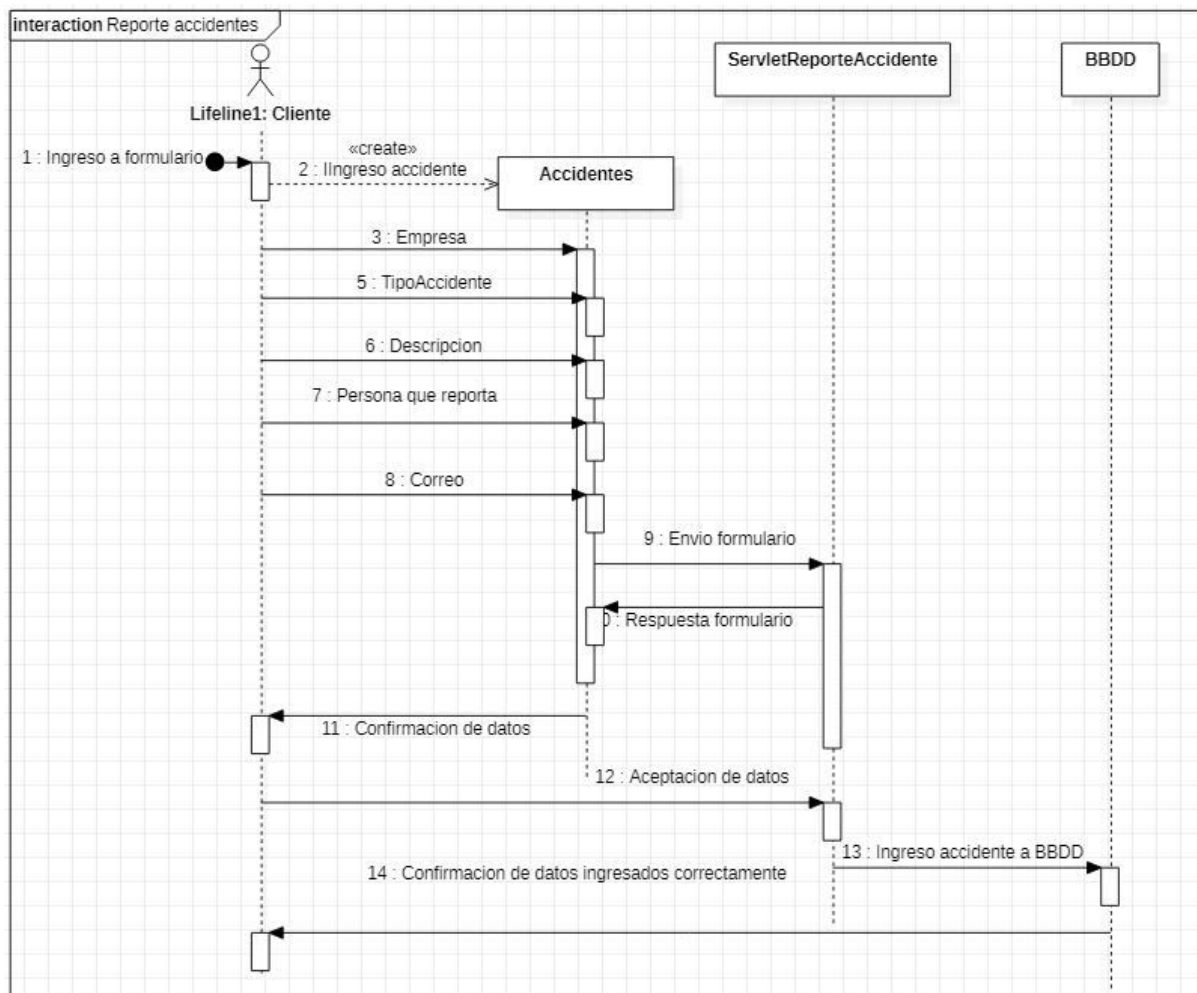 interaction Reporte accidentes
ServletReporteAccidente
BBDD
Lifeline1: Cliente
1 : Ingreso a formulario
«create»
2 : IIngreso accidente
Accidentes
3 : Empresa
5 : TipoAccidente
6 : Descripcion
7 : Persona que reporta
8 : Correo
9 : Envio formulario
0 : Respuesta formulario
11 : Confirmacion de datos
12 : Aceptacion de datos
13 : Ingreso accidente a BBDD
14 : Confirmacion de datos ingresados correctamente